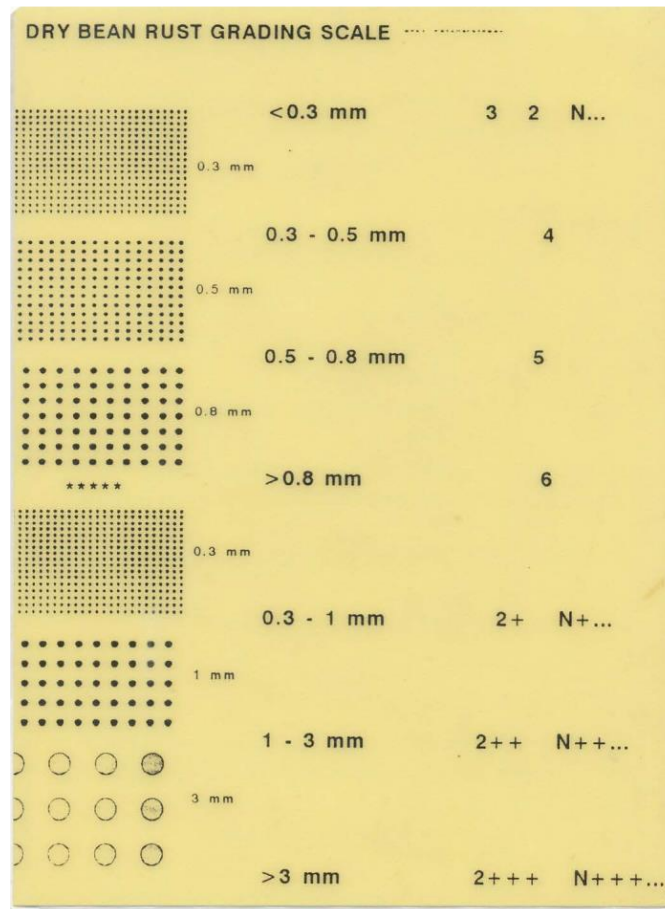 DRY BEAN RUST GRADING SCALE
<0.3 mm 3 2 N...
0.3 mm
0.3 - 0.5 mm 4
0.5 mm
0.5 - 0.8 mm 5
0.8 mm
>0.8 mm 6
*****
0.3 mm
0.3 - 1 mm 2+ N+...
1 mm
1 - 3 mm 2++ N++...
3 mm
>3 mm 2+++ N+++...